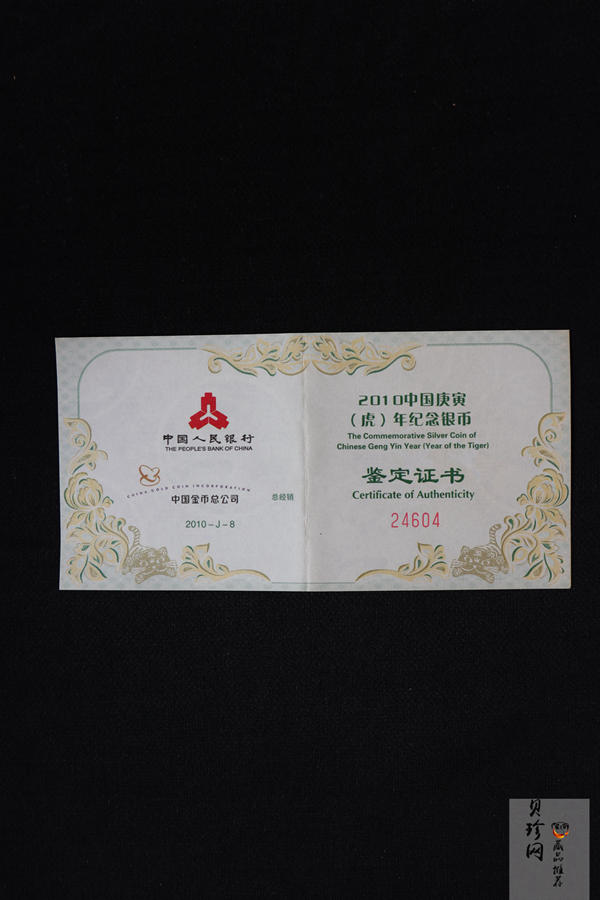 中国人民银行
THE PEOPLE'S BANK OF CHINA
CHINA GOLD COIN INCORPORATION
中国金币总公司
总经销
2010-J-8
2010中国庚寅
（虎）年纪念银币
The Commemorative Silver Coin of
Chinese Geng Yin Year (Year of the Tiger)
鉴定证书
Certificate of Authenticity
24604
贝珍网
藏品推荐